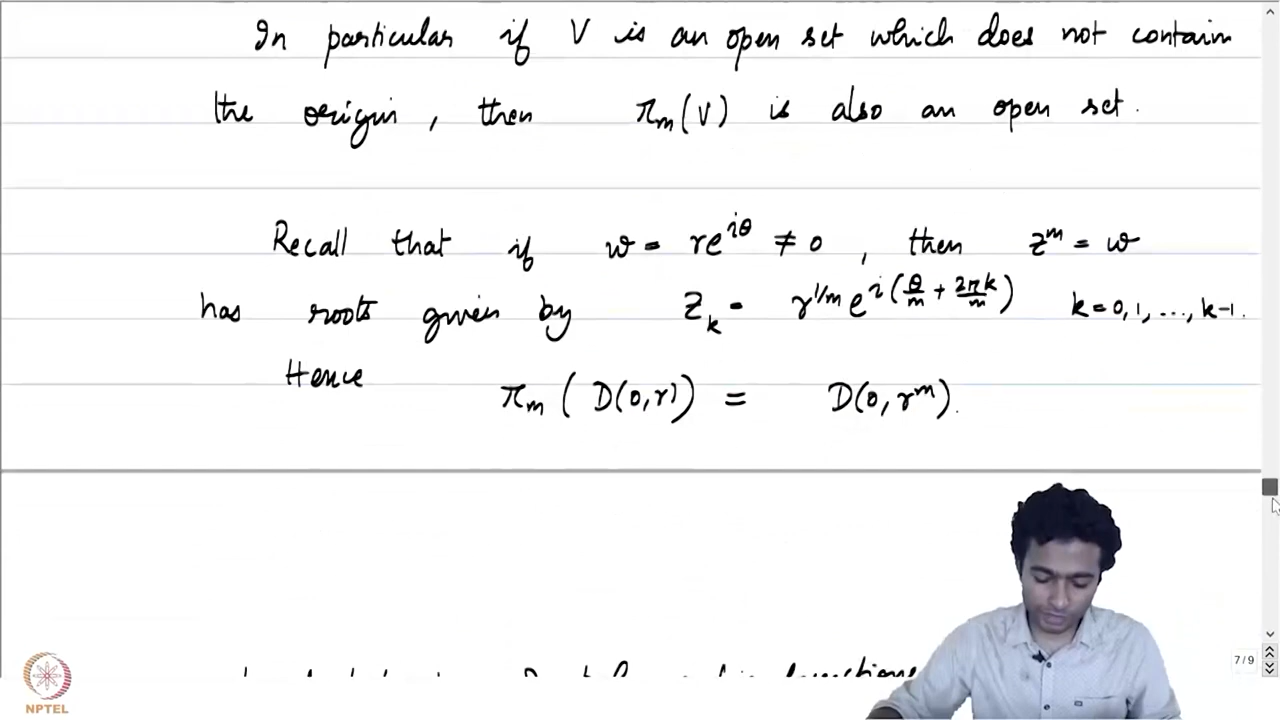 In particular if V is an open set which does not contain
the origin, then π_m(V) is also an open set.
Recall that if w = re^{iθ} ≠ 0, then z^m = w
has roots given by z_k = r^{1/m} e^{i(θ/m + 2πk/m)} k=0,1,...,k-1.
Hence
π_m(D(0,r)) = D(0,r^m).
7/9
NPTEL